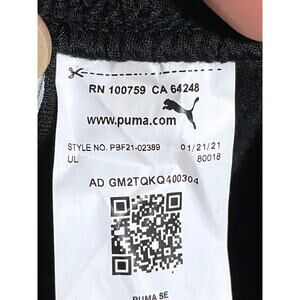 RN 100759 CA 64248
www.puma.com
STYLE NO. PBF21-02389 01/21/21
UL 80018
AD GM2TQKQ400304
PUMA SE